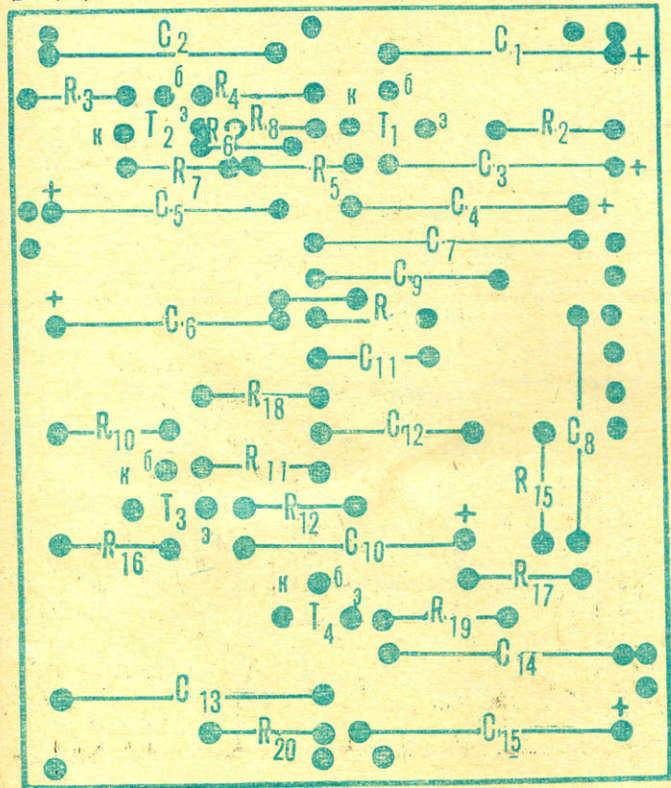 C2 C1 +
б б
R3 R4 к
T2 э R R8 T1 э R2
к 6
R7 R5 C3 +
+
C5 C4 +
C7
C9
+
C6 R
C11
R18
R10 C12 C8
б R11
к R15
T3 R12 +
э
R16 C10
к б R17
э
T4 R19
C14
C13 +
R20 C15